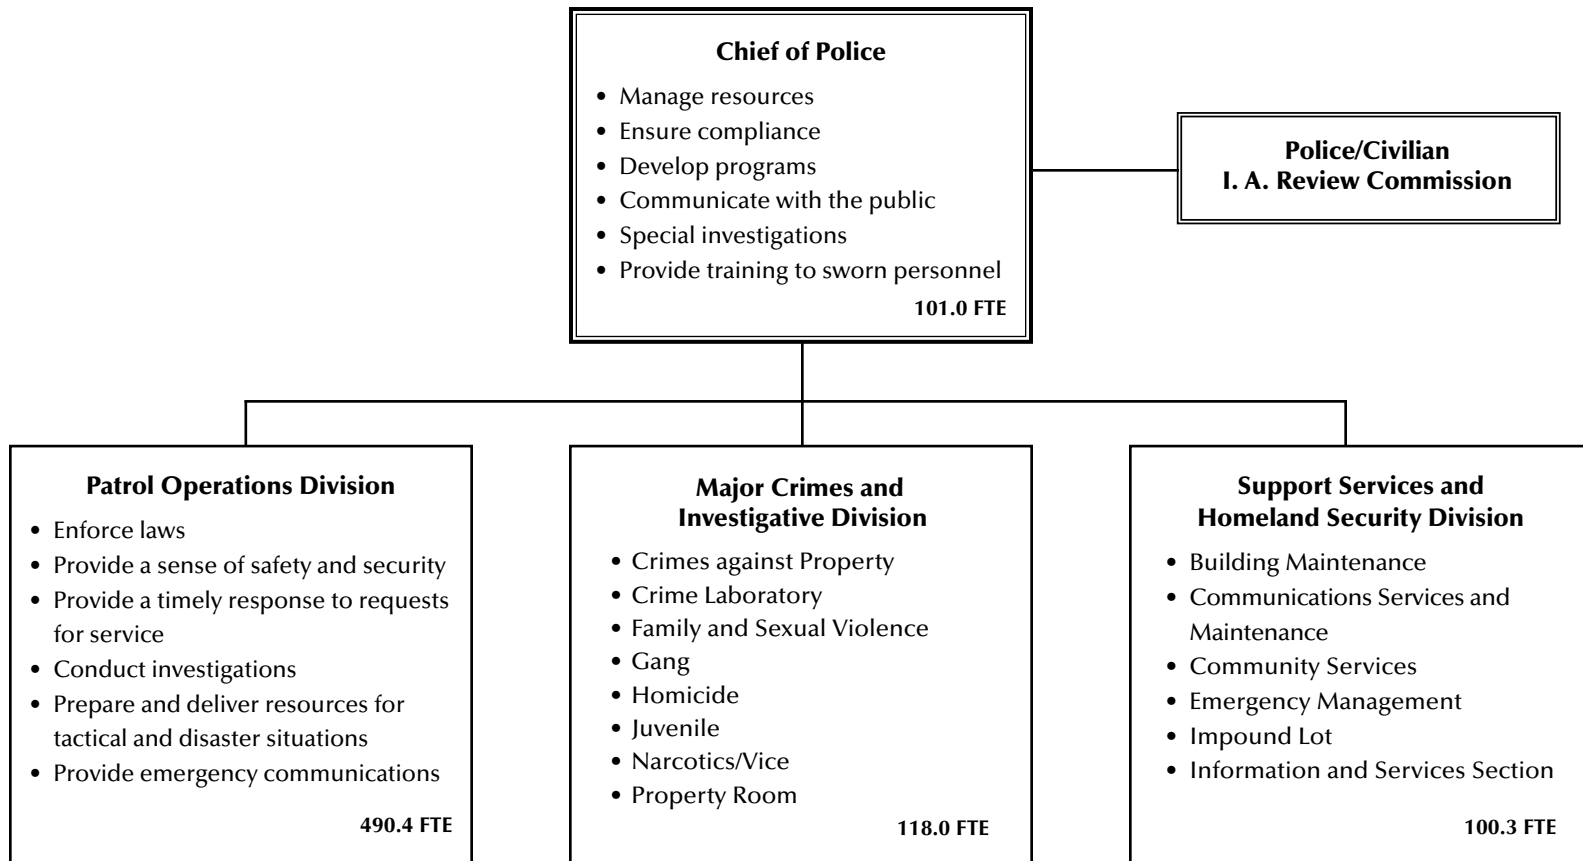 Chief of Police
• Manage resources
• Ensure compliance
• Develop programs
• Communicate with the public
• Special investigations
• Provide training to sworn personnel
101.0 FTE
Police/Civilian
I. A. Review Commission
Patrol Operations Division
• Enforce laws
• Provide a sense of safety and security
• Provide a timely response to requests
for service
• Conduct investigations
• Prepare and deliver resources for
tactical and disaster situations
• Provide emergency communications
490.4 FTE
Major Crimes and
Investigative Division
• Crimes against Property
• Crime Laboratory
• Family and Sexual Violence
• Gang
• Homicide
• Juvenile
• Narcotics/Vice
• Property Room
118.0 FTE
Support Services and
Homeland Security Division
• Building Maintenance
• Communications Services and
Maintenance
• Community Services
• Emergency Management
• Impound Lot
• Information and Services Section
100.3 FTE